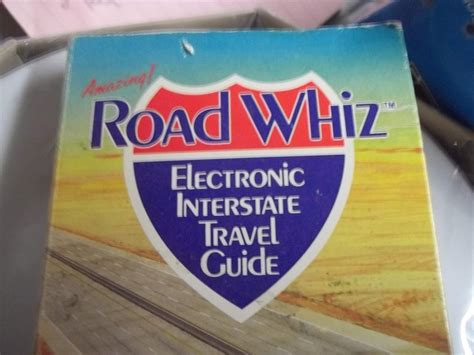 Amazing!
ROAD WHIZ™
ELECTRONIC
INTERSTATE
TRAVEL
GUIDE